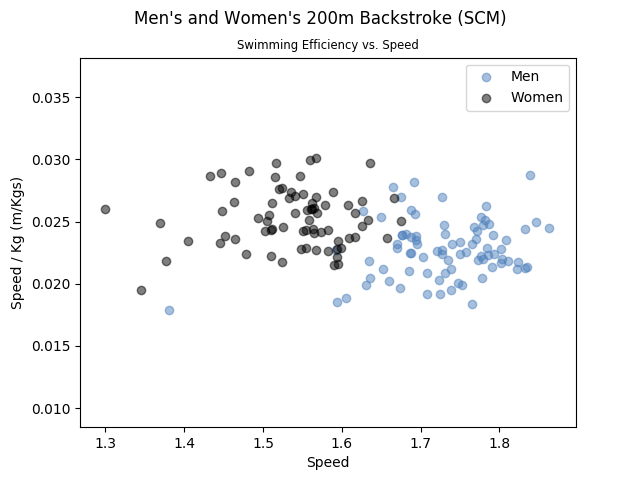 Men's and Women's 200m Backstroke (SCM)
Swimming Efficiency vs. Speed
Men
Women
0.035
0.030
0.025
0.020
0.015
0.010
Speed / Kg (m/Kgs)
1.3 1.4 1.5 1.6 1.7 1.8
Speed